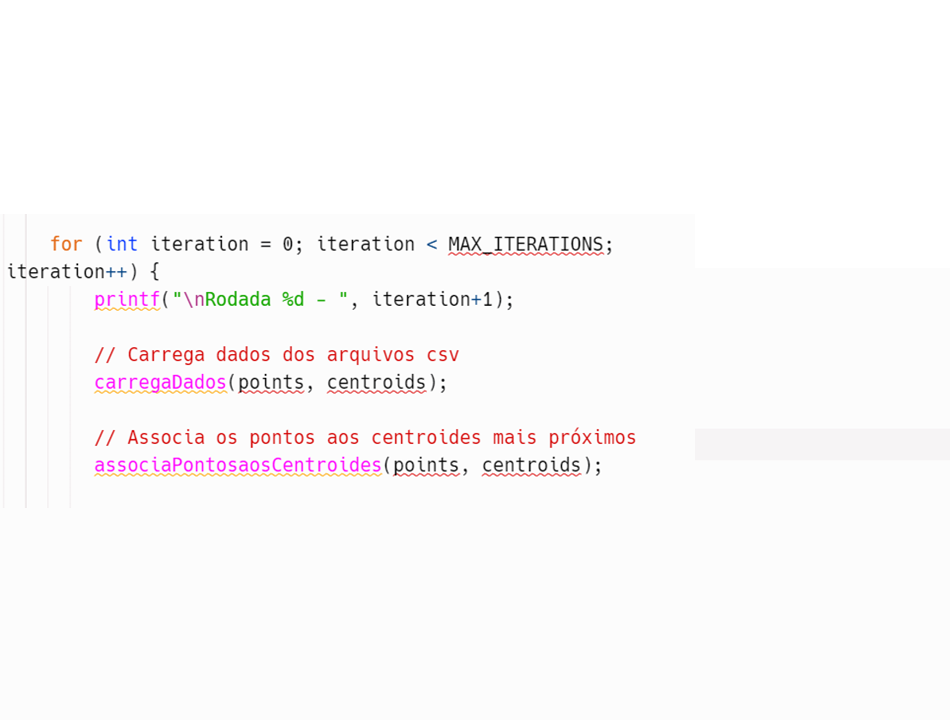 for (int iteration = 0; iteration < MAX_ITERATIONS;
iteration++) {
printf("\nRodada %d - ", iteration+1);
// Carrega dados dos arquivos csv
carregaDados(points, centroids);
// Associa os pontos aos centroides mais próximos
associaPontosaosCentroides(points, centroids);